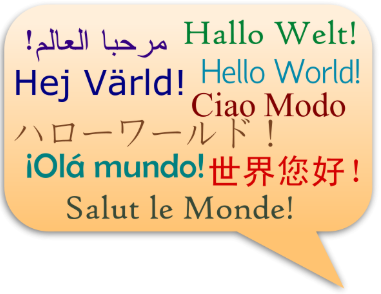 مرحبا العالم!
Hallo Welt!
Hej Värld!
Hello World!
Ciao Modo
ハローワールド！
¡Olá mundo!
世界您好!
Salut le Monde!